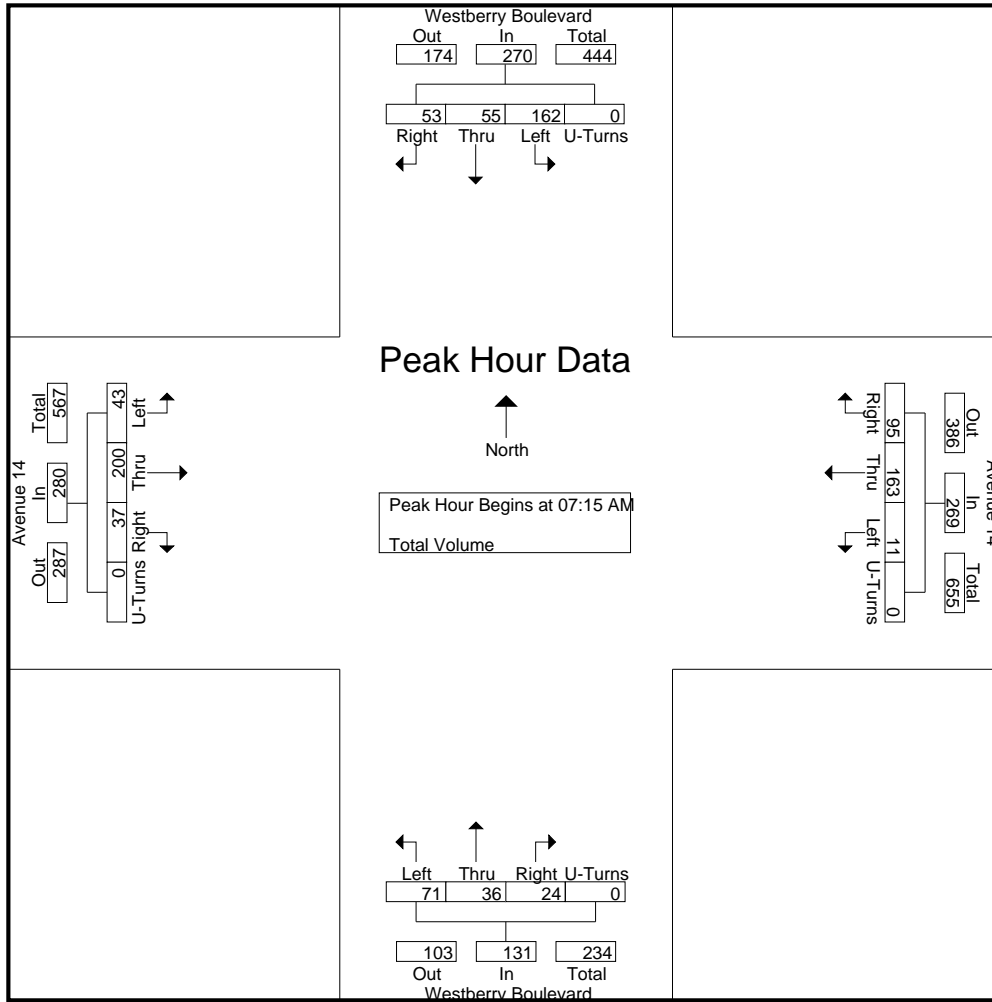 Westberry Boulevard
Out In Total
174 270 444
53 55 162 0
Right Thru Left U-Turns
Peak Hour Data
North
Peak Hour Begins at 07:15 AM
Total Volume
Avenue 14
Out In Total
287 280 567
0 37 200 43
U-Turns Right Thru Left
Avenue 14
Out In Total
386 269 655
95 163 11 0
Right Thru Left U-Turns
Left Thru Right U-Turns
71 36 24 0
103 131 234
Out In Total
Westberry Boulevard